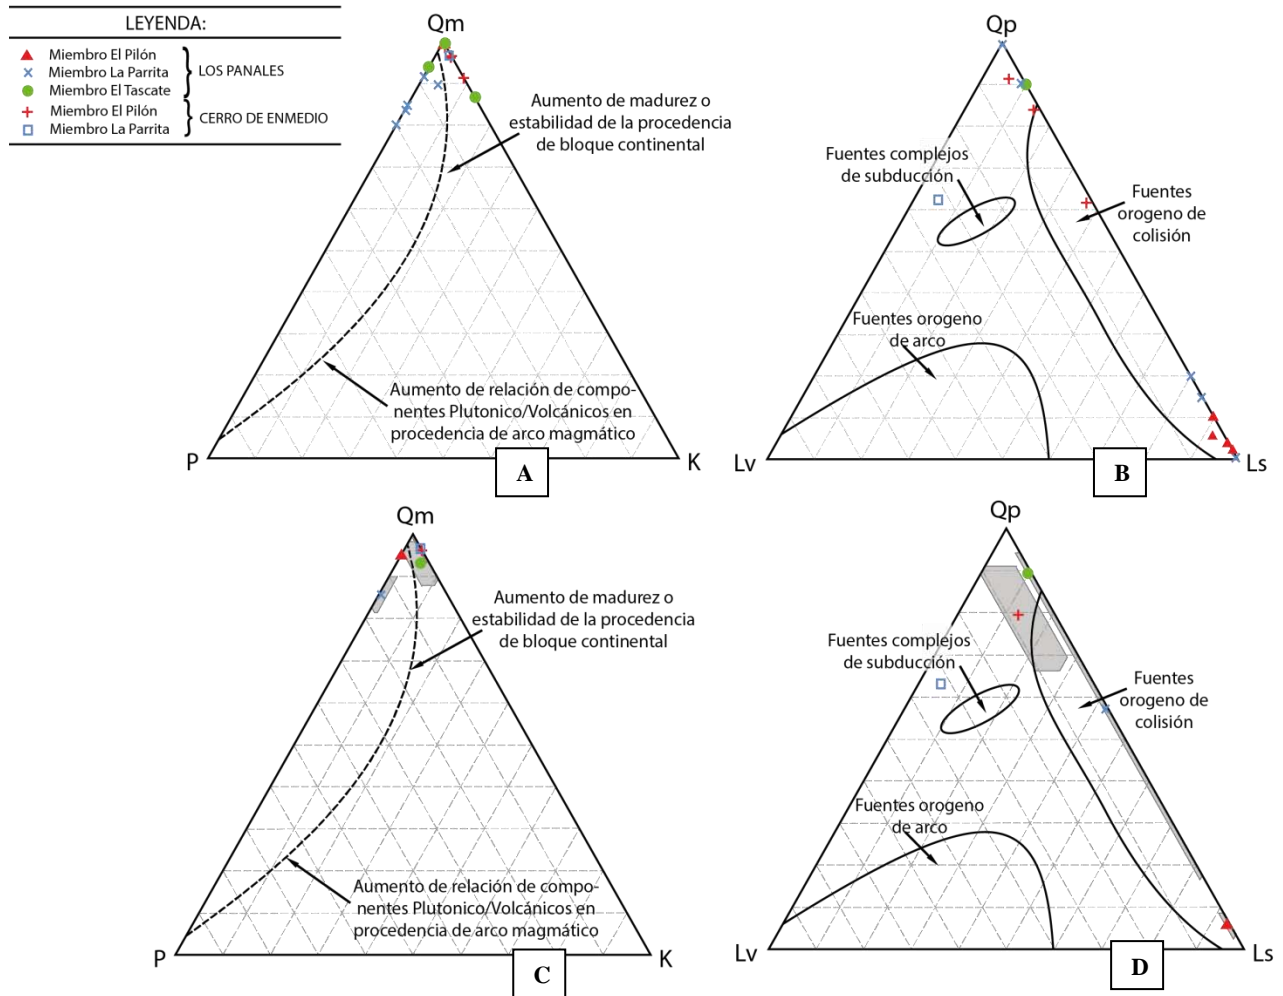 LEYENDA:
Miembro El Pilón
Miembro La Parrita
Miembro El Tascate
LOS PANALES
Miembro El Pilón
Miembro La Parrita
CERRO DE ENMEDIO
Qm
Aumento de madurez o
estabilidad de la procedencia
de bloque continental
Aumento de relación de compo-
nentes Plutonico/Volcánicos en
procedencia de arco magmático
P
K
A
Qp
Fuentes complejos
de subducción
Fuentes
orogeno de
colisión
Fuentes orogeno
de arco
Lv
Ls
B
Qm
Aumento de madurez o
estabilidad de la procedencia
de bloque continental
Aumento de relación de compo-
nentes Plutonico/Volcánicos en
procedencia de arco magmático
P
K
C
Qp
Fuentes complejos
de subducción
Fuentes
orogeno de
colisión
Fuentes orogeno
de arco
Lv
Ls
D